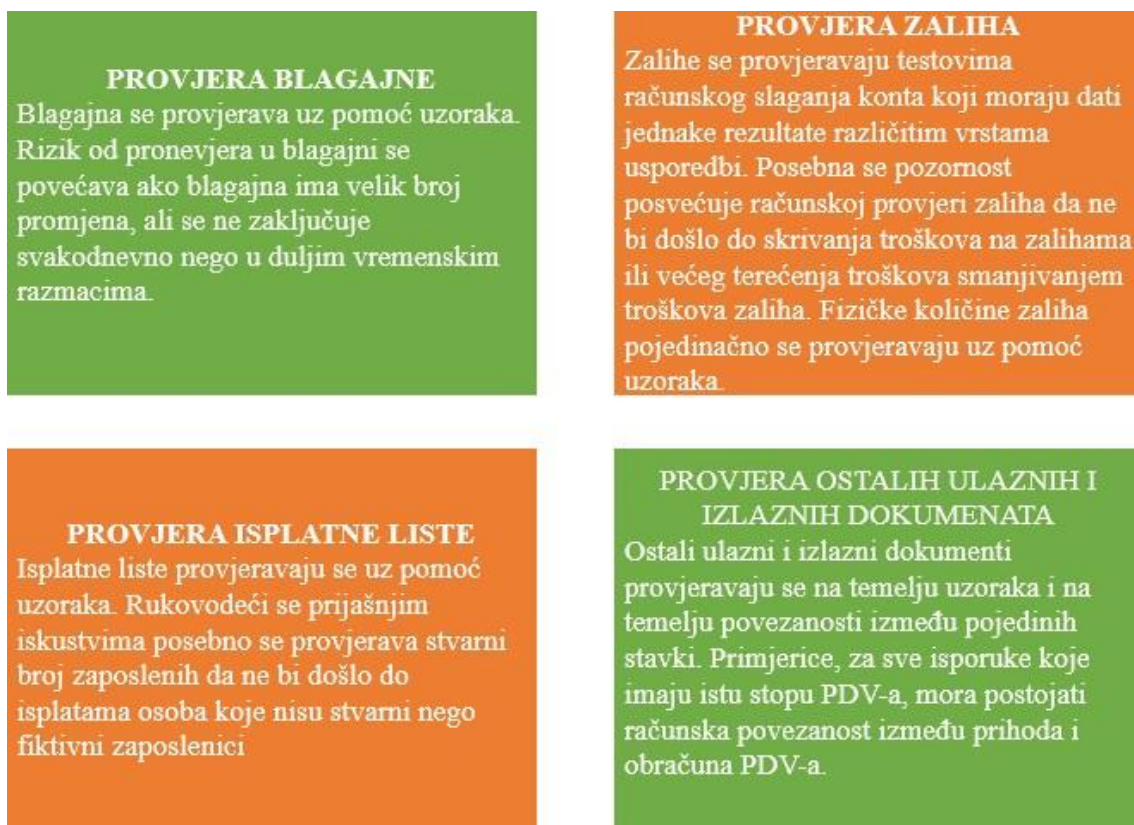 PROVJERA BLAGAJNE
Blagajna se provjerava uz pomoć uzoraka.
Rizik od pronevjera u blagajni se
povećava ako blagajna ima velik broj
promjena, ali se ne zaključuje
svakodnevno nego u duljim vremenskim
razmacima.
PROVJERA ZALIHA
Zalihe se provjeravaju testovima
računskog slaganja konta koji moraju dati
jednake rezultate različitim vrstama
usporedbi. Posebna se pozornost
posvećuje računskoj provjeri zaliha da ne
bi došlo do skrivanja troškova na zalihama
ili većeg terećenja troškova smanjivanjem
troškova zaliha. Fizičke količine zaliha
pojedinačno se provjeravaju uz pomoć
uzoraka.
PROVJERA ISPLATNE LISTE
Isplatne liste provjeravaju se uz pomoć
uzoraka. Rukovodeći se prijašnjim
iskustvima posebno se provjerava stvarni
broj zaposlenih da ne bi došlo do
isplatama osoba koje nisu stvarni nego
fiktivni zaposlenici
PROVJERA OSTALIH ULAZNIH I
IZLAZNIH DOKUMENATA
Ostali ulazni i izlazni dokumenti
provjeravaju se na temelju uzoraka i na
temelju povezanosti između pojedinih
stavki. Primjerice, za sve isporuke koje
imaju istu stopu PDV-a, mora postojati
računska povezanost između prihoda i
obračuna PDV-a.